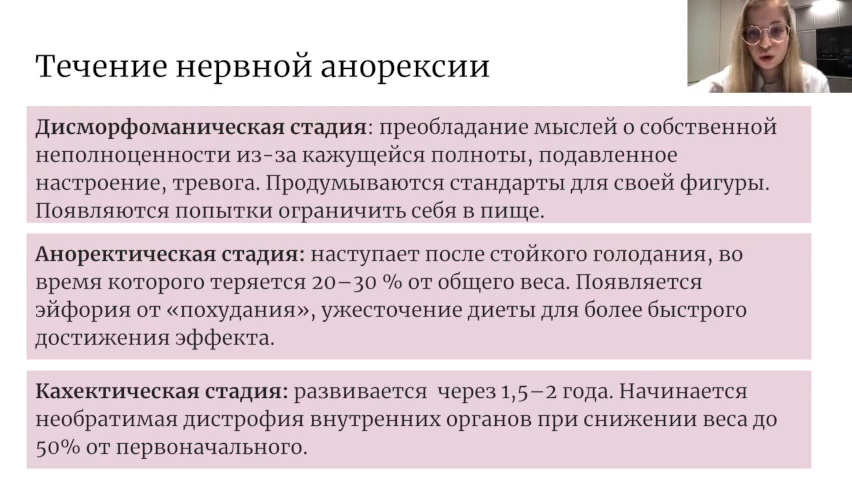 Течение нервной анорексии
Дисморфоманическая стадия: преобладание мыслей о собственной
неполноценности из-за кажущейся полноты, подавленное
настроение, тревога. Продумываются стандарты для своей фигуры.
Появляются попытки ограничить себя в пище.
Аноректическая стадия: наступает после стойкого голодания, во
время которого теряется 20–30 % от общего веса. Появляется
эйфория от «похудания», ужесточение диеты для более быстрого
достижения эффекта.
Кахектическая стадия: развивается  через 1,5–2 года. Начинается
необратимая дистрофия внутренних органов при снижении веса до
50% от первоначального.